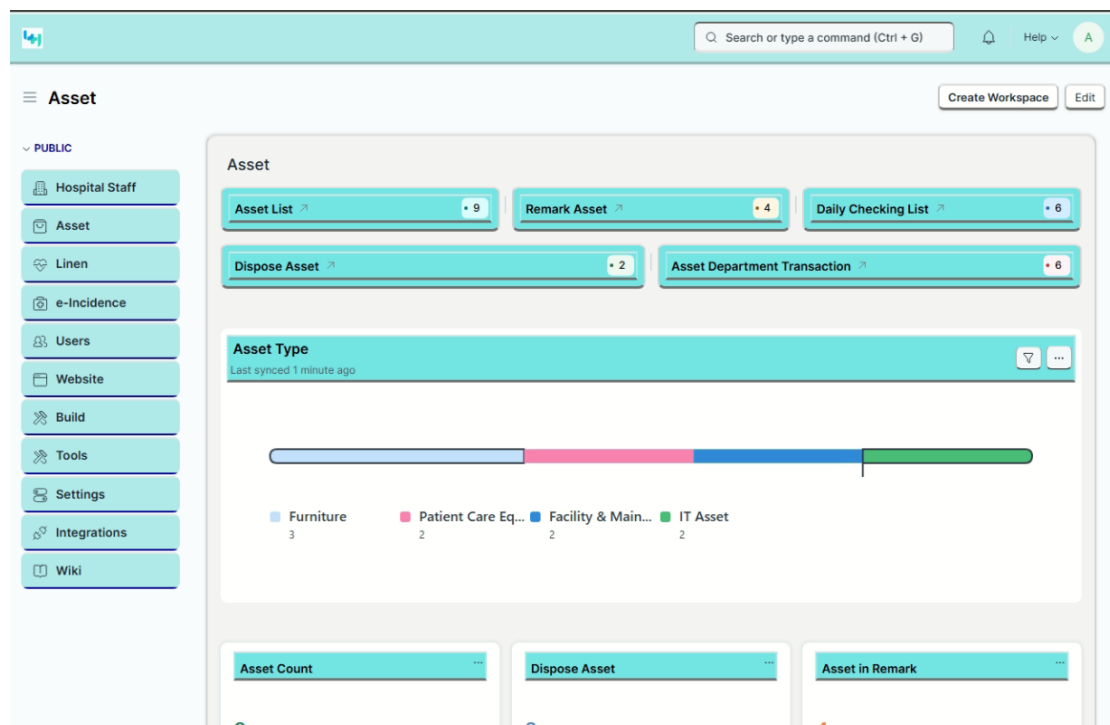 Search or type a command (Ctrl + G)
Help
A
Asset
Create Workspace
Edit
PUBLIC
Hospital Staff
Asset
Linen
e-Incidence
Users
Website
Build
Tools
Settings
Integrations
Wiki
Asset
Asset List 9
Remark Asset 4
Daily Checking List 6
Dispose Asset 2
Asset Department Transaction 6
Asset Type
Last synced 1 minute ago
Furniture
3
Patient Care Eq...
2
Facility & Main...
2
IT Asset
2
Asset Count
Dispose Asset
Asset in Remark